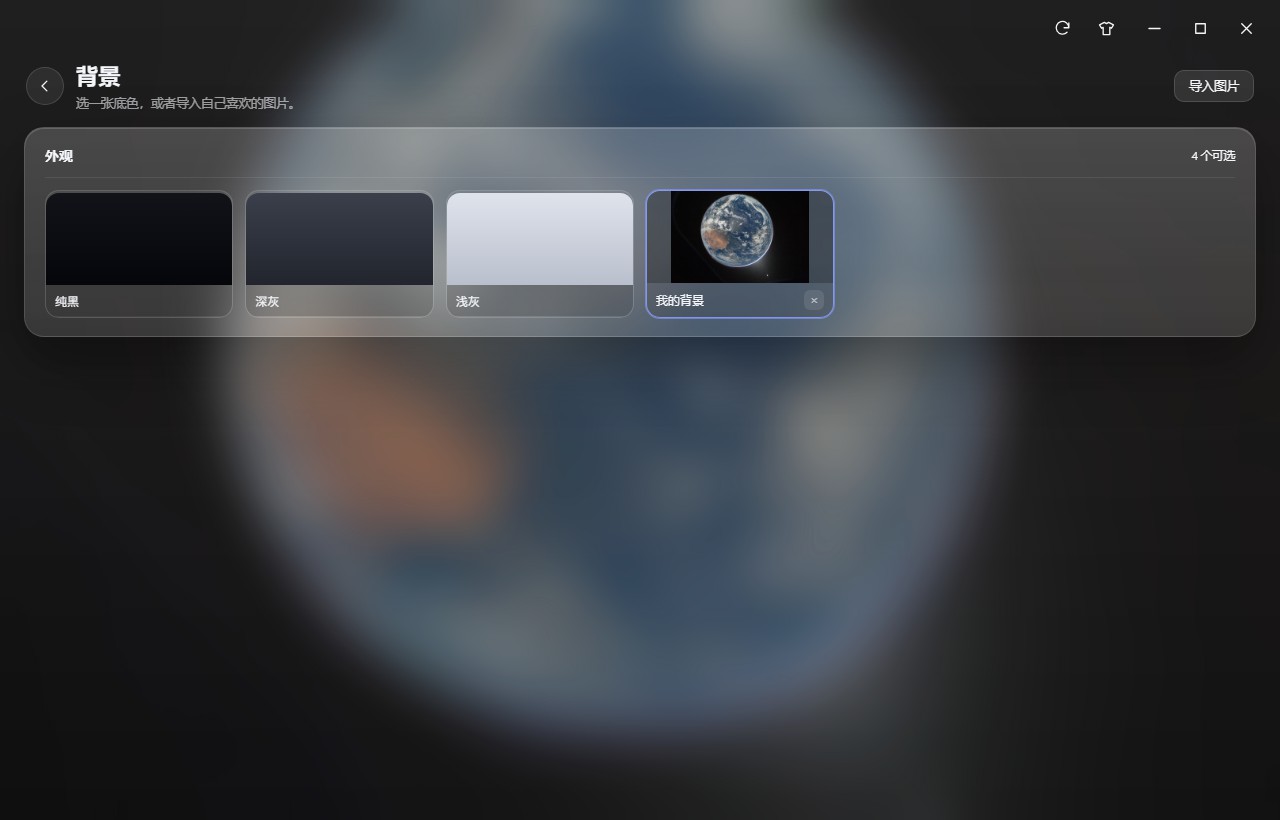 背景
选一张底色，或者导入自己喜欢的图片。
导入图片
外观
4 个可选
纯黑
深灰
浅灰
我的背景